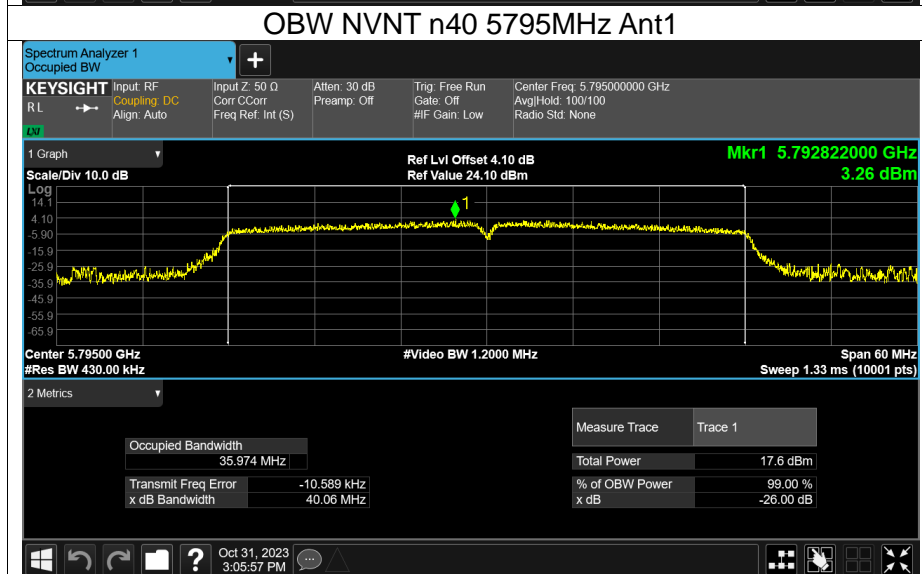 OBW NVNT n40 5795MHz Ant1
Spectrum Analyzer 1
Occupied BW
+
KEYSIGHT
R L
LXI
Input: RF
Coupling: DC
Align: Auto
Input Z: 50 Ω
Corr CCorr
Freq Ref: Int (S)
Atten: 30 dB
Preamp: Off
Trig: Free Run
Gate: Off
#IF Gain: Low
Center Freq: 5.795000000 GHz
Avg|Hold: 100/100
Radio Std: None
1 Graph
Scale/Div 10.0 dB
Ref Lvl Offset 4.10 dB
Ref Value 24.10 dBm
Mkr1 5.792822000 GHz
3.26 dBm
Log
14.1
4.10
-5.90
-15.9
-25.9
-35.9
-45.9
-55.9
-65.9
1
Center 5.79500 GHz
#Res BW 430.00 kHz
#Video BW 1.2000 MHz
Span 60 MHz
Sweep 1.33 ms (10001 pts)
2 Metrics
Occupied Bandwidth
35.974 MHz
Transmit Freq Error -10.589 kHz
x dB Bandwidth 40.06 MHz
Measure Trace Trace 1
Total Power 17.6 dBm
% of OBW Power 99.00 %
x dB -26.00 dB
?
Oct 31, 2023
3:05:57 PM